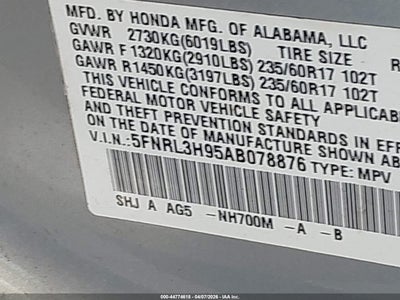 MFD. BY HONDA MFG. OF ALABAMA, LLC
GVWR 2730KG(6019LBS) TIRE SIZE R
GAWR F 1320KG(2910LBS) 235/60R17 102T
GAWR R 1450KG(3197LBS) 235/60R17 102T
THIS VEHICLE CONFORMS TO ALL APPLICABLE
FEDERAL MOTOR VEHICLE SAFETY
AND THEFT PREVENTION STANDARDS IN EFF
ON THE DATE OF MANUFACTURE SHOWN ABO
V.I.N.:5FNRL3H95AB078876 TYPE: MPV
SHJ A AG5 -NH700M -A -B
000-44774618 - 04/07/2026 - IAA Inc.